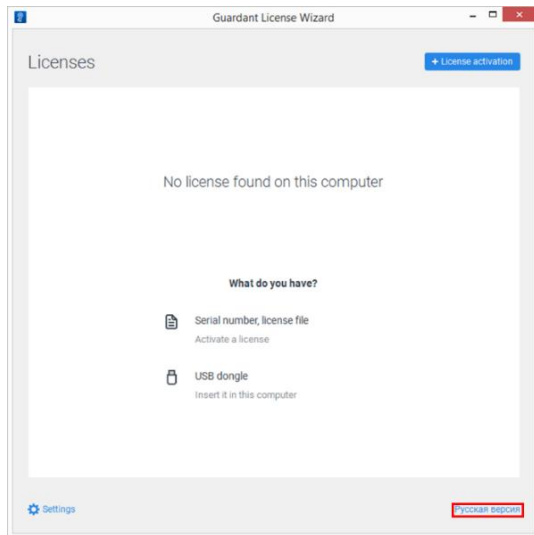 Guardant License Wizard
Licenses
+ License activation
No license found on this computer
What do you have?
Serial number, license file
Activate a license
USB dongle
Insert it in this computer
Settings
Русская версия